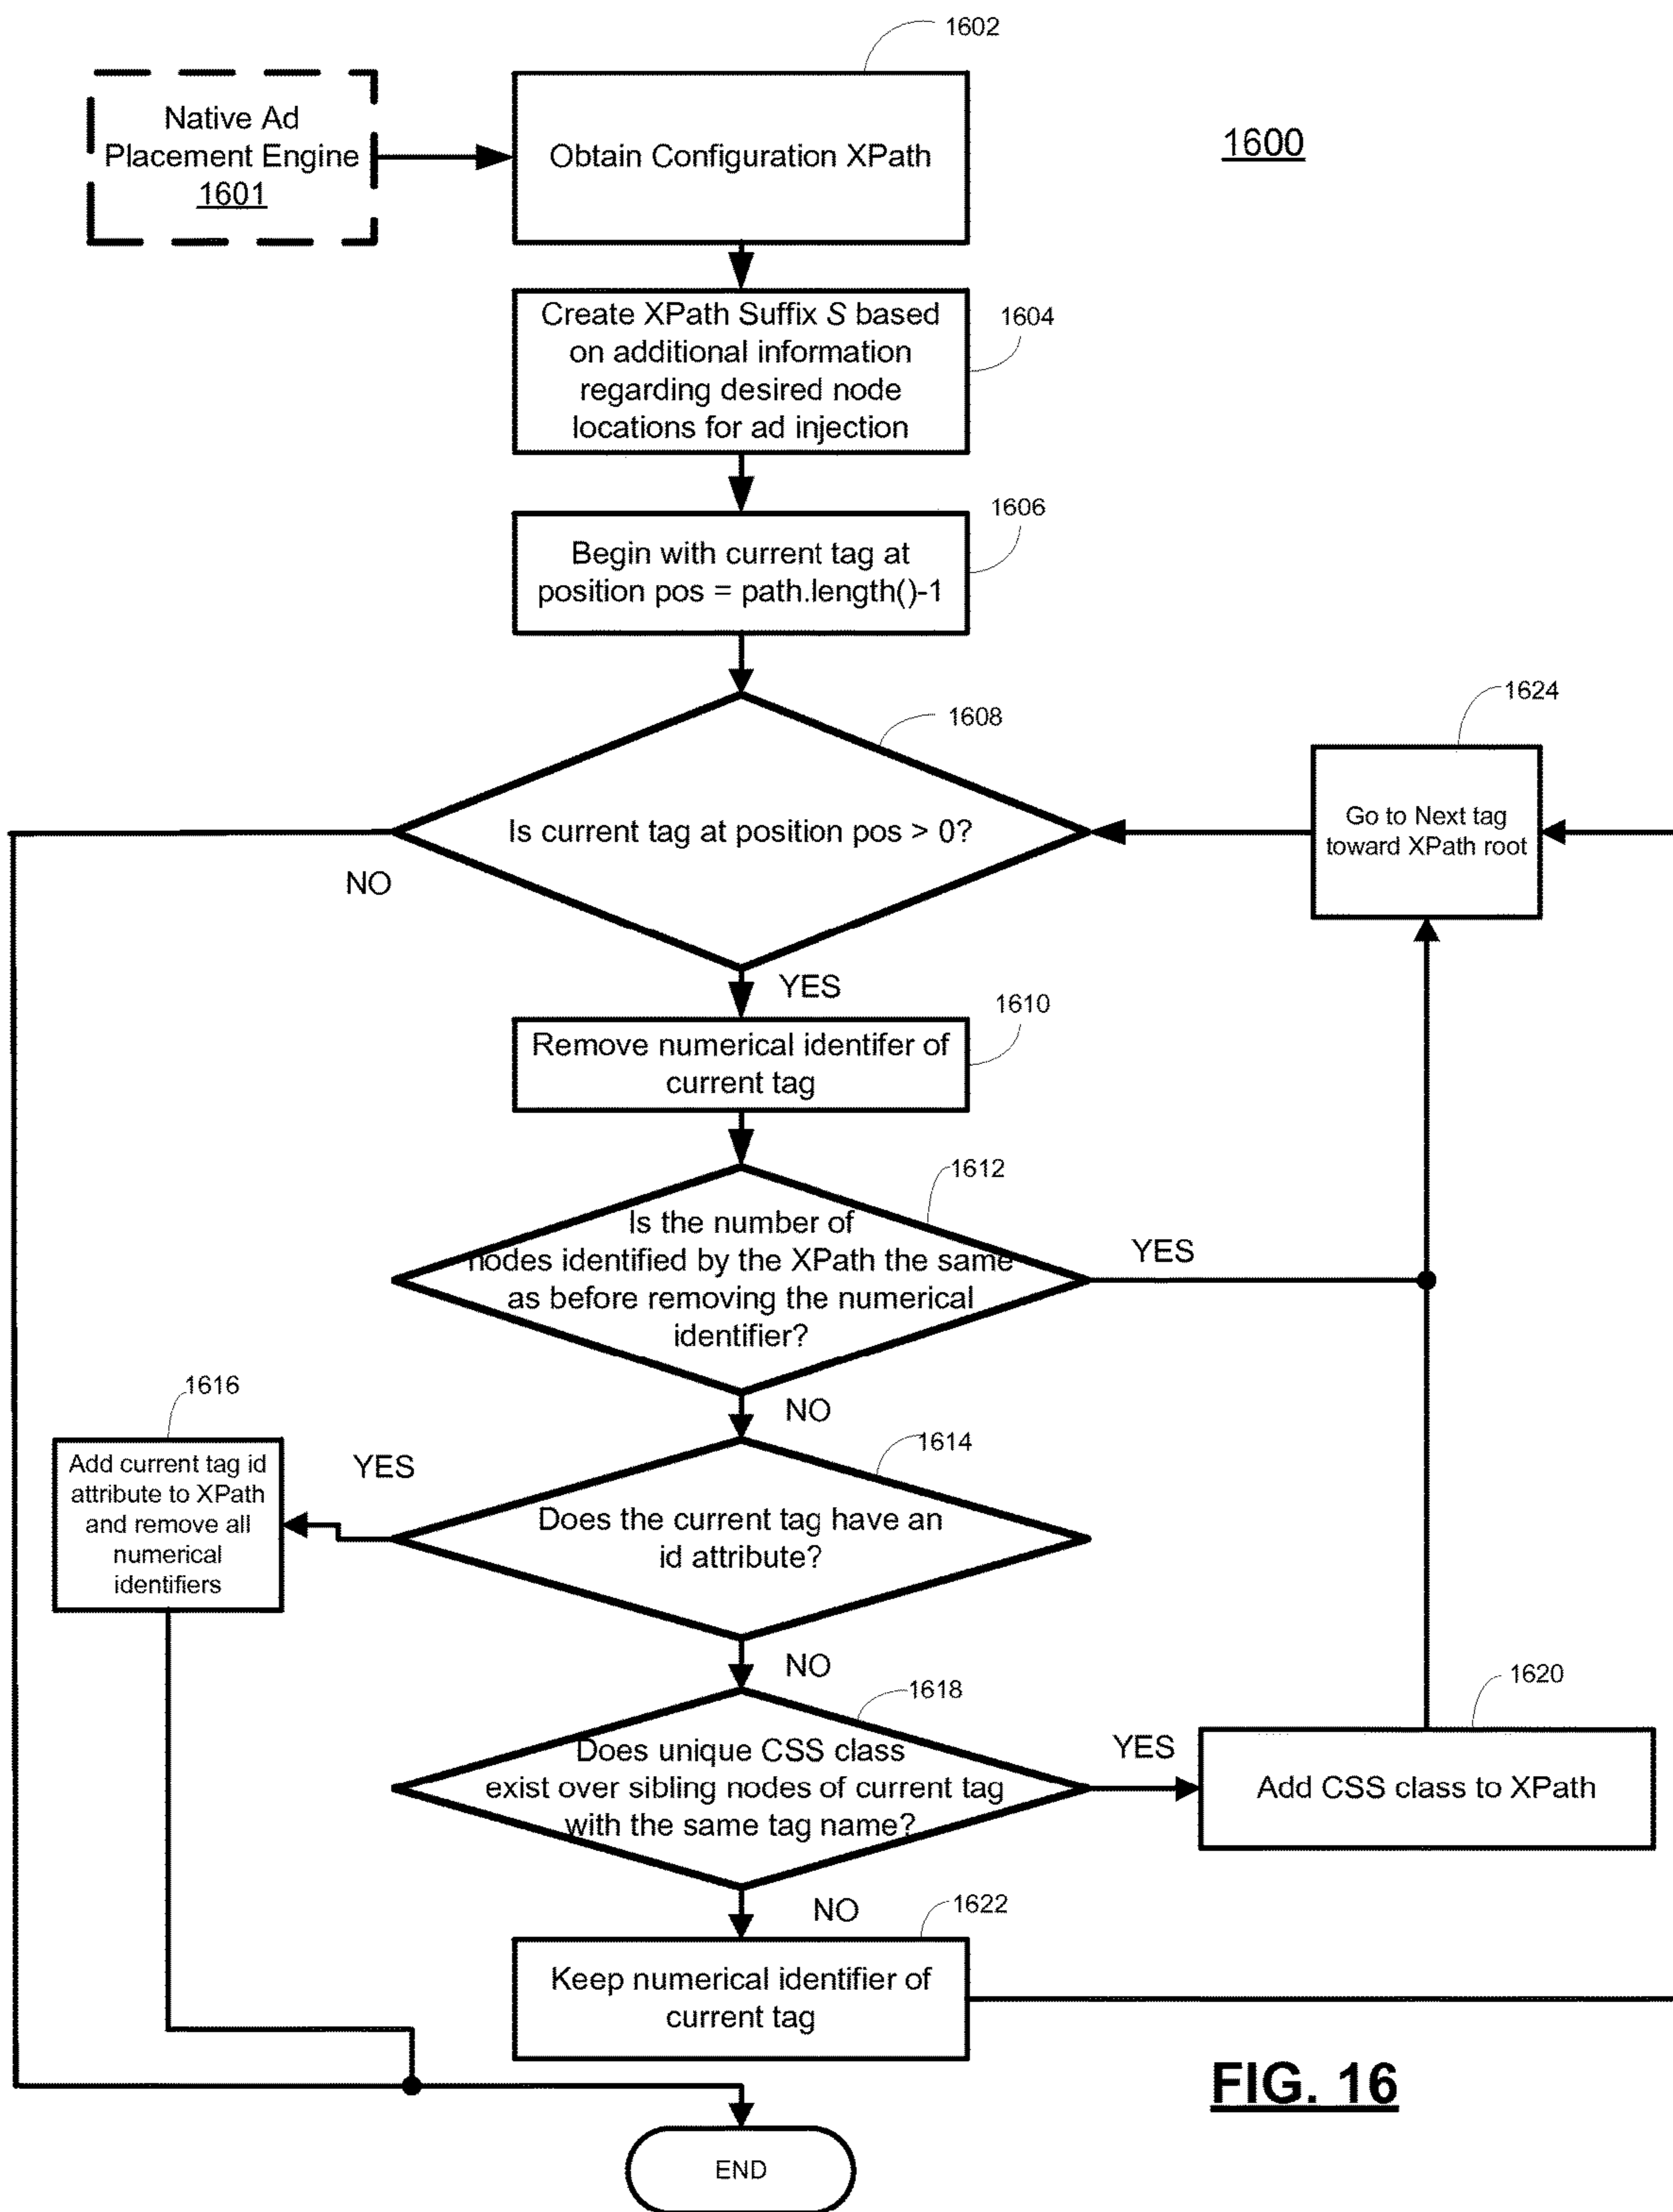 1602
Native Ad
Placement Engine
1601
Obtain Configuration XPath
1600
Create XPath Suffix S based
on additional information
regarding desired node
locations for ad injection
1604
1606
Begin with current tag at
position pos = path.length()-1
1608
1624
Is current tag at position pos > 0?
Go to Next tag
toward XPath root
NO
YES
1610
Remove numerical identifer of
current tag
1612
Is the number of
nodes identified by the XPath the same
as before removing the numerical
identifier?
YES
NO
1616
Add current tag id
attribute to XPath
and remove all
numerical
identifiers
YES
1614
Does the current tag have an
id attribute?
NO
1618
1620
Does unique CSS class
exist over sibling nodes of current tag
with the same tag name?
YES
Add CSS class to XPath
NO
1622
Keep numerical identifier of
current tag
FIG. 16
END